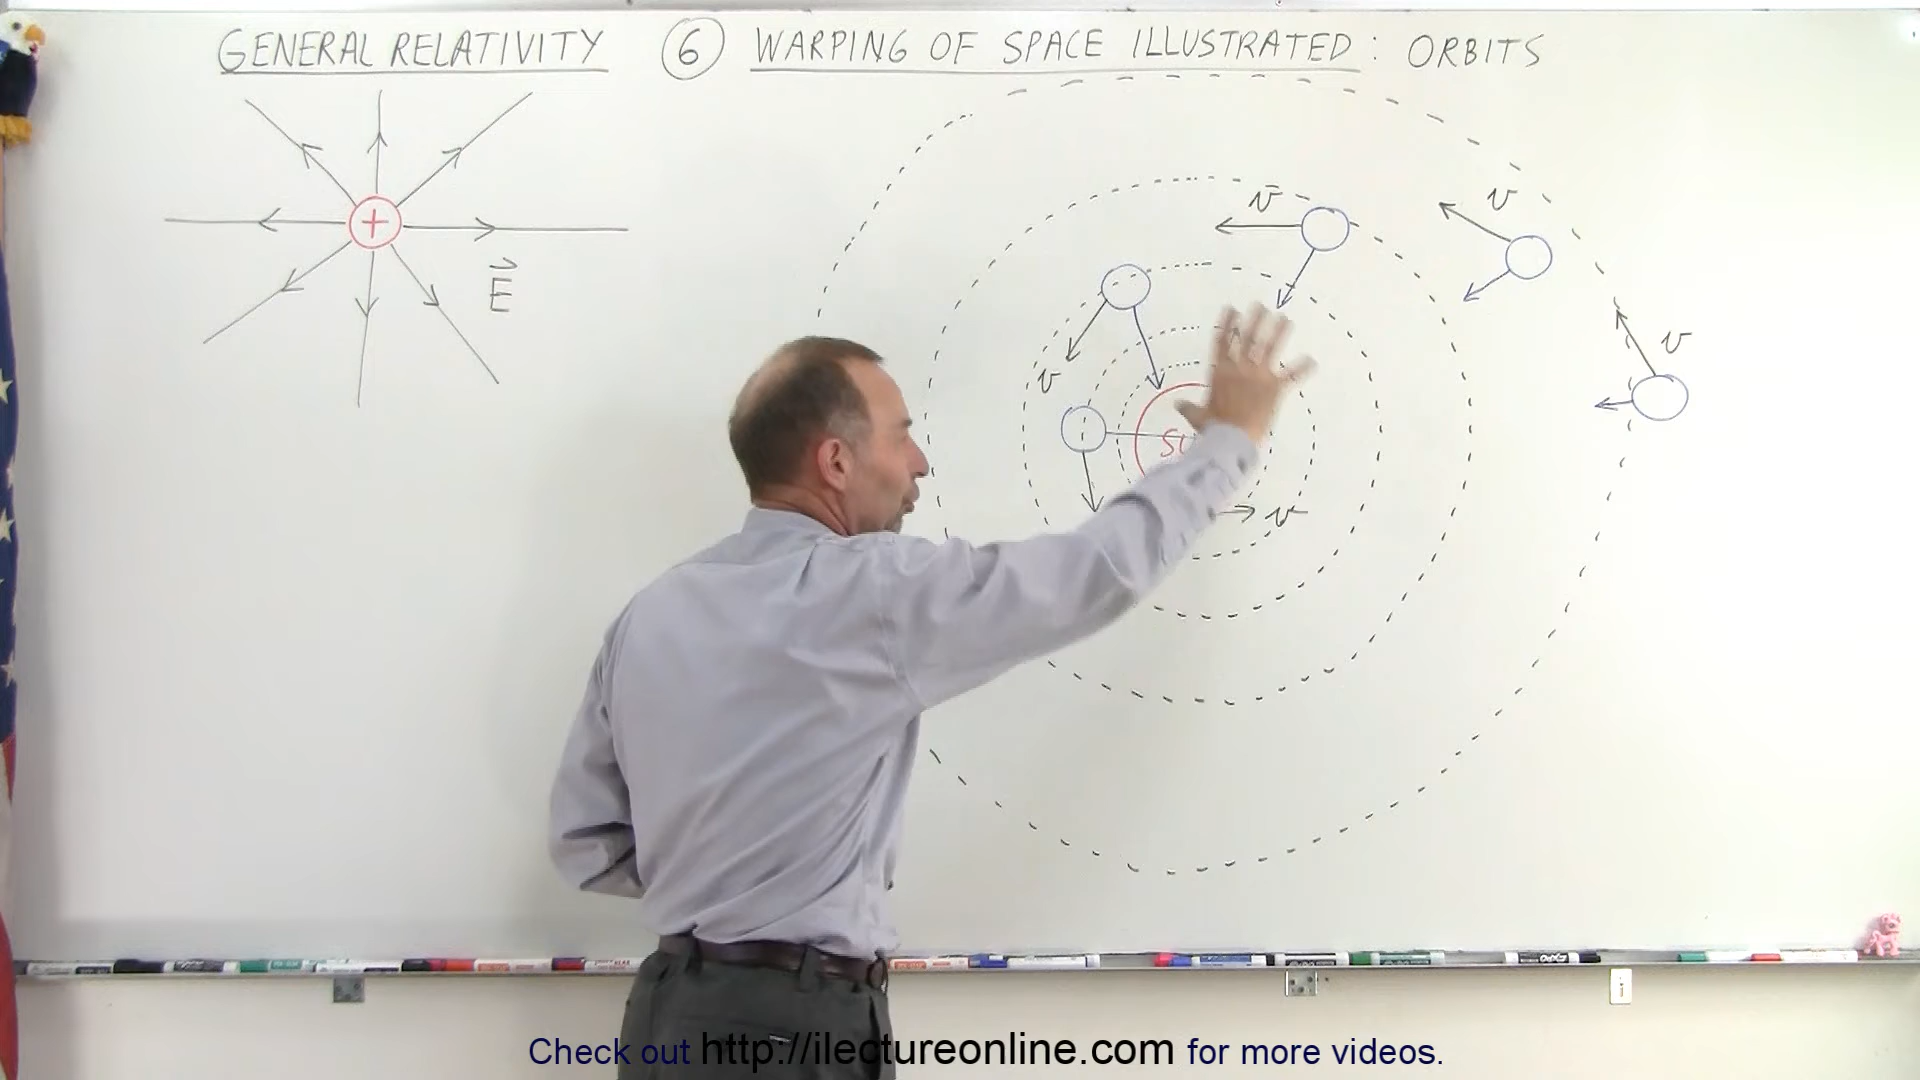 GENERAL RELATIVITY ⑥ WARPING OF SPACE ILLUSTRATED: ORBITS
+
E
v
v
v
v
v
Check out http://ilectureonline.com for more videos.